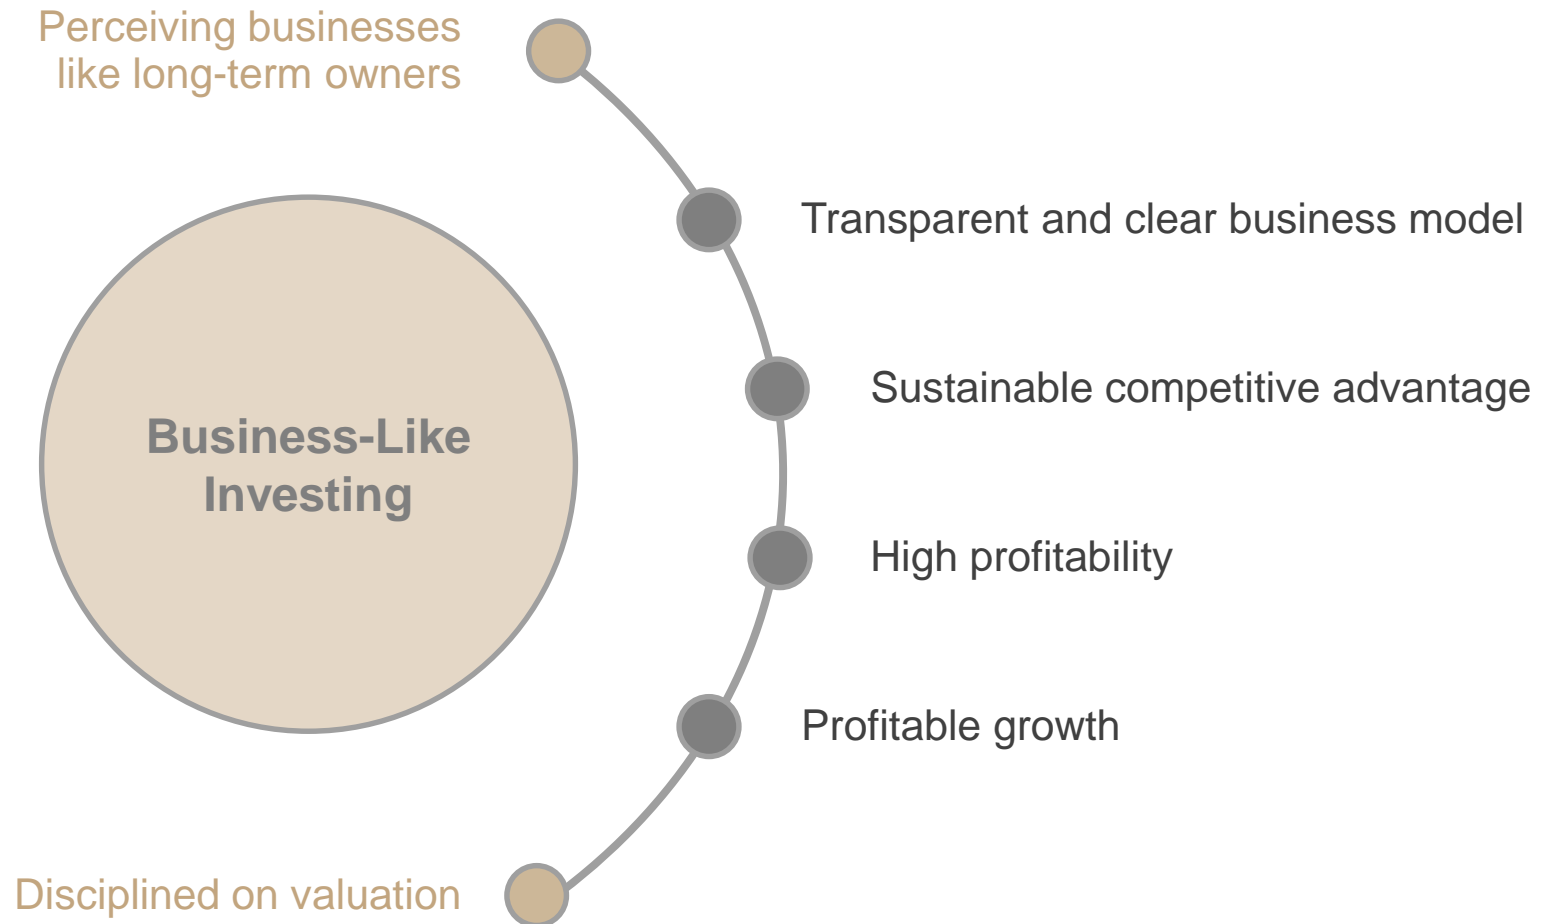 Perceiving businesses
like long-term owners
Transparent and clear business model
Sustainable competitive advantage
Business-Like
Investing
High profitability
Profitable growth
Disciplined on valuation